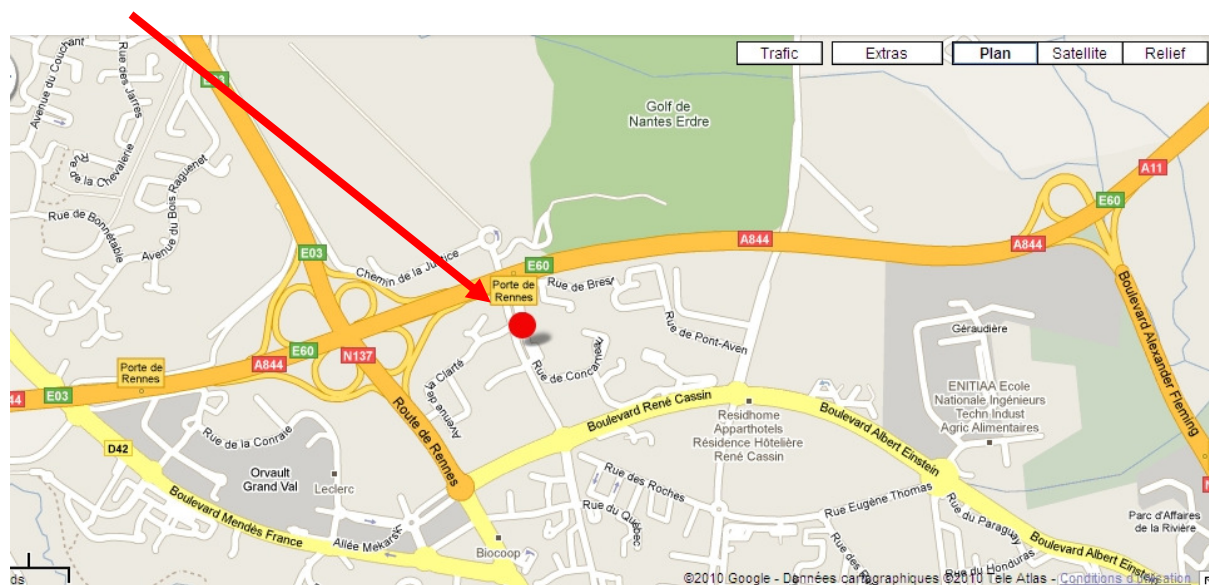 Trafic
Extras
Plan
Satellite
Relief
Avenue du Couchant
Rue des Jarres
Rue de la Chevalerie
Avenue du Bois Raguenet
Rue de Bonnétable
Golf de
Nantes Erdre
A11
E60
A844
A844
E03
Chemin de la Justice
E60
Porte de
Rennes
Rue de Brest
Rue de Pont-Aven
Rue de Concarneau
Avenue de la Clarté
E60
A844
N137
Porte de
Rennes
44
E03
D42
Route de Rennes
Rue de la Conraie
Orvault
Grand Val
Leclerc
Boulevard Mendès France
Allée Mekarski
Biocoop
Boulevard René Cassin
Residhome
Apparthotels
Résidence Hôtelière
René Cassin
Boulevard Albert Einstein
Géraudière
ENITIAA Ecole
Nationale Ingénieurs
Techn Indust
Agric Alimentaires
Boulevard Alexander Fleming
Rue des Roches
Rue du Québec
Rue Eugène Thomas
Rue du Paraguay
Rue du Honduras
Boulevard Albert Einstein
Parc d'Affaires
de la Rivière
Rue des
ds
©2010 Google - Données cartographiques ©2010 Tele Atlas - Conditions d'utilisation